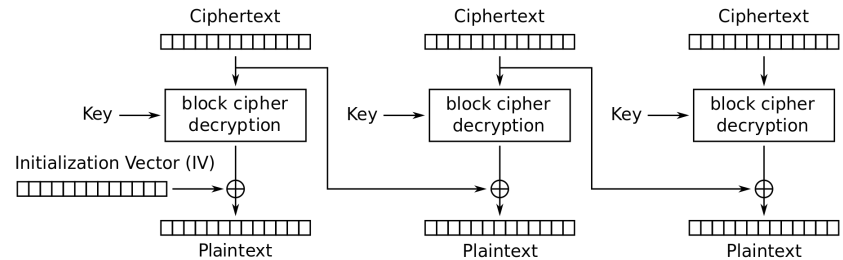 Ciphertext
Ciphertext
Ciphertext
Key
block cipher
decryption
Key
block cipher
decryption
Key
block cipher
decryption
Initialization Vector (IV)
Plaintext
Plaintext
Plaintext